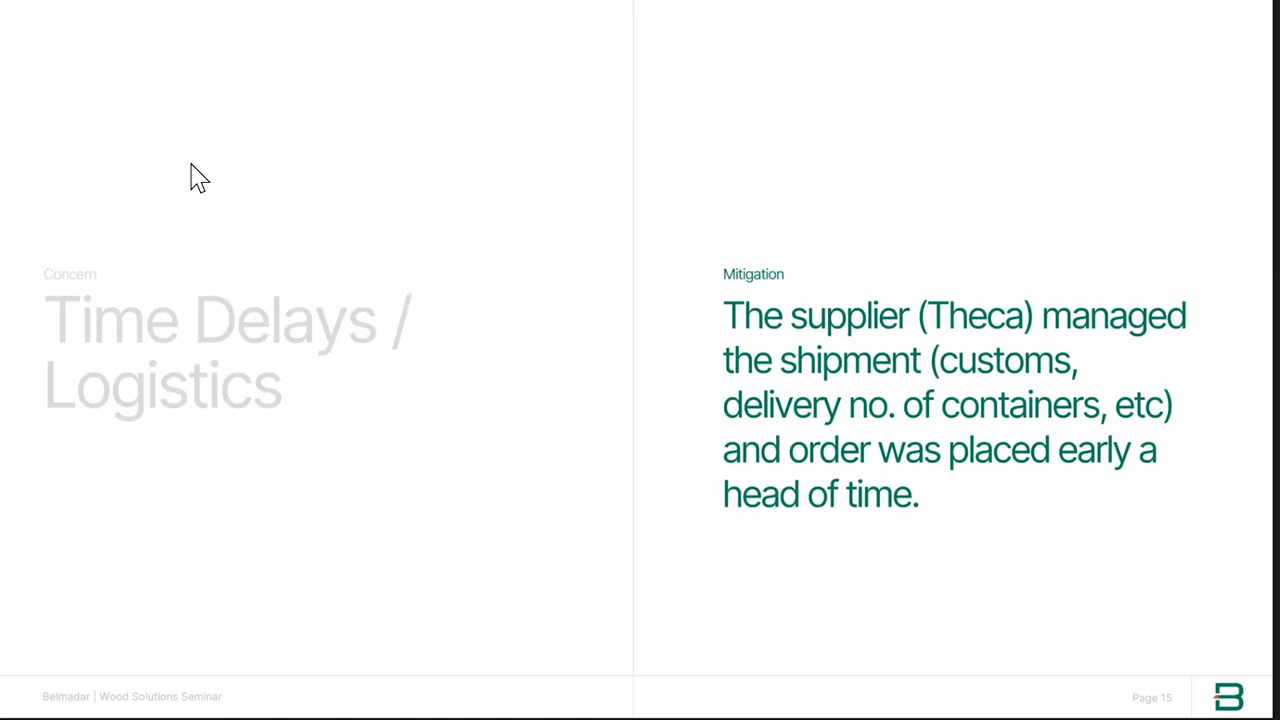 Concern
Time Delays /
Logistics
Mitigation
The supplier (Theca) managed
the shipment (customs,
delivery no. of containers, etc)
and order was placed early a
head of time.
Belmadar | Wood Solutions Seminar
Page 15
B